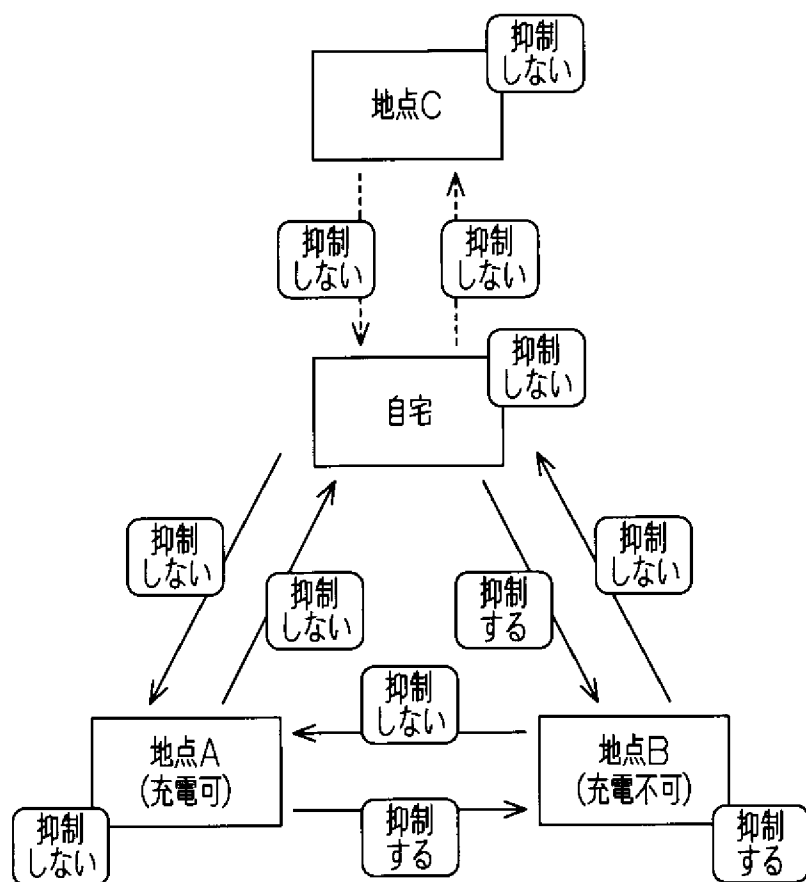 抑制
しない
地点C
抑制
しない
抑制
しない
抑制
しない
自宅
抑制
しない
抑制
しない
抑制
しない
抑制
する
抑制
しない
地点A
(充電可)
地点B
(充電不可)
抑制
しない
抑制
する
抑制
する